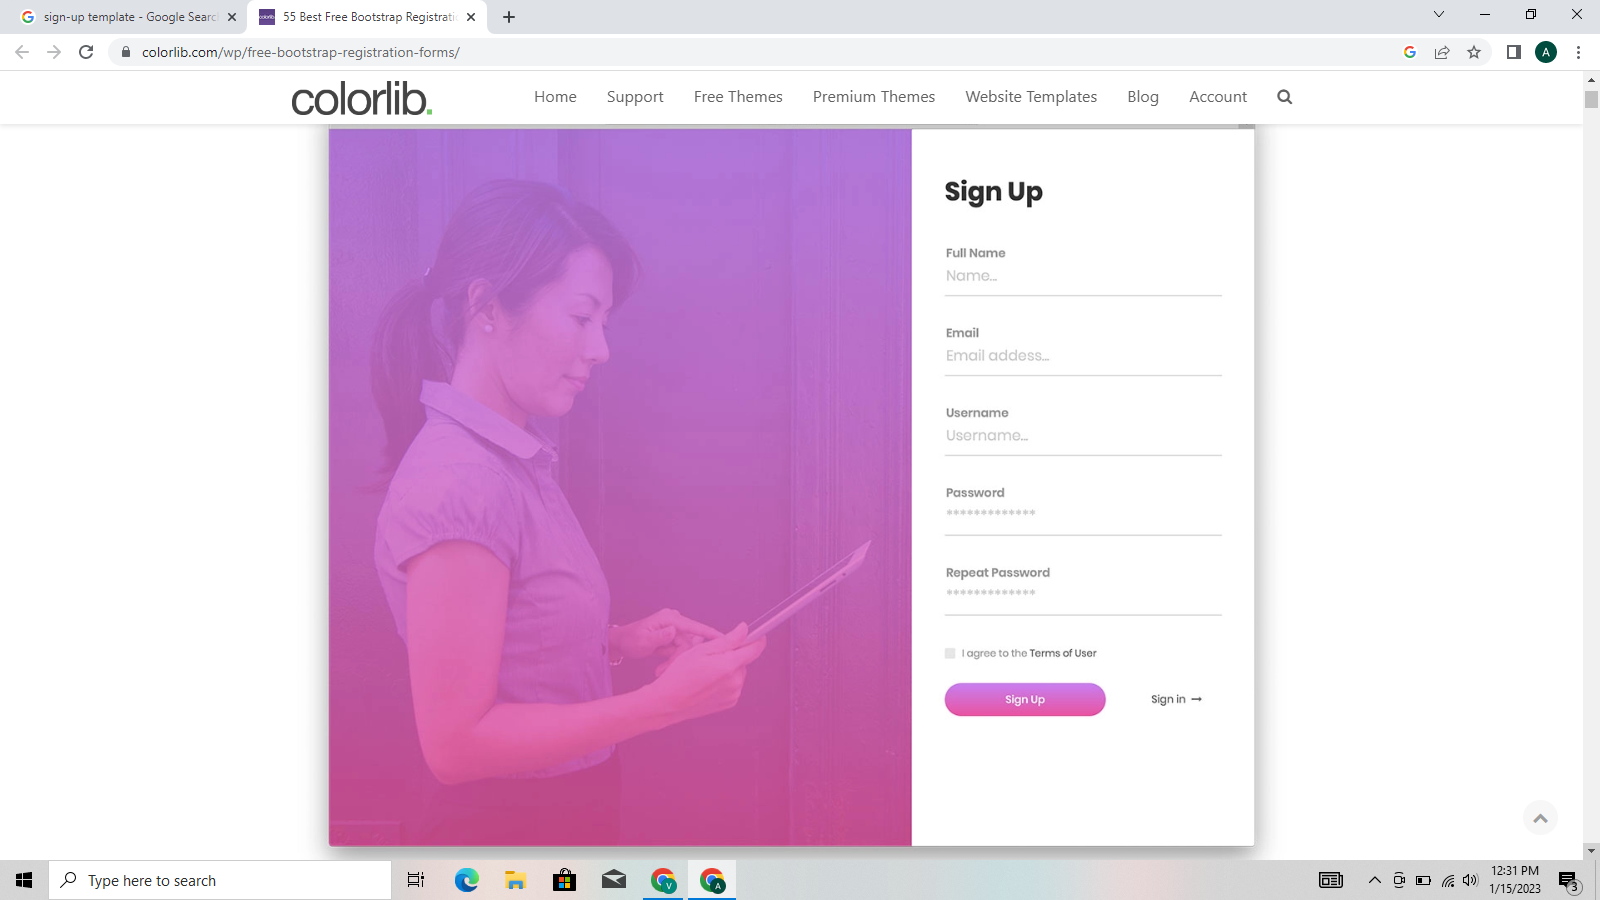 sign-up template - Google Searc
55 Best Free Bootstrap Registrati
colorlib.com/wp/free-bootstrap-registration-forms/
A
colorlib.
Home
Support
Free Themes
Premium Themes
Website Templates
Blog
Account
Sign Up
Full Name
Name...
Email
Email addess...
Username
Username...
Password
*************
Repeat Password
*************
I agree to the Terms of User
Sign Up
Sign in →
Type here to search
V
A
12:31 PM
1/15/2023
3